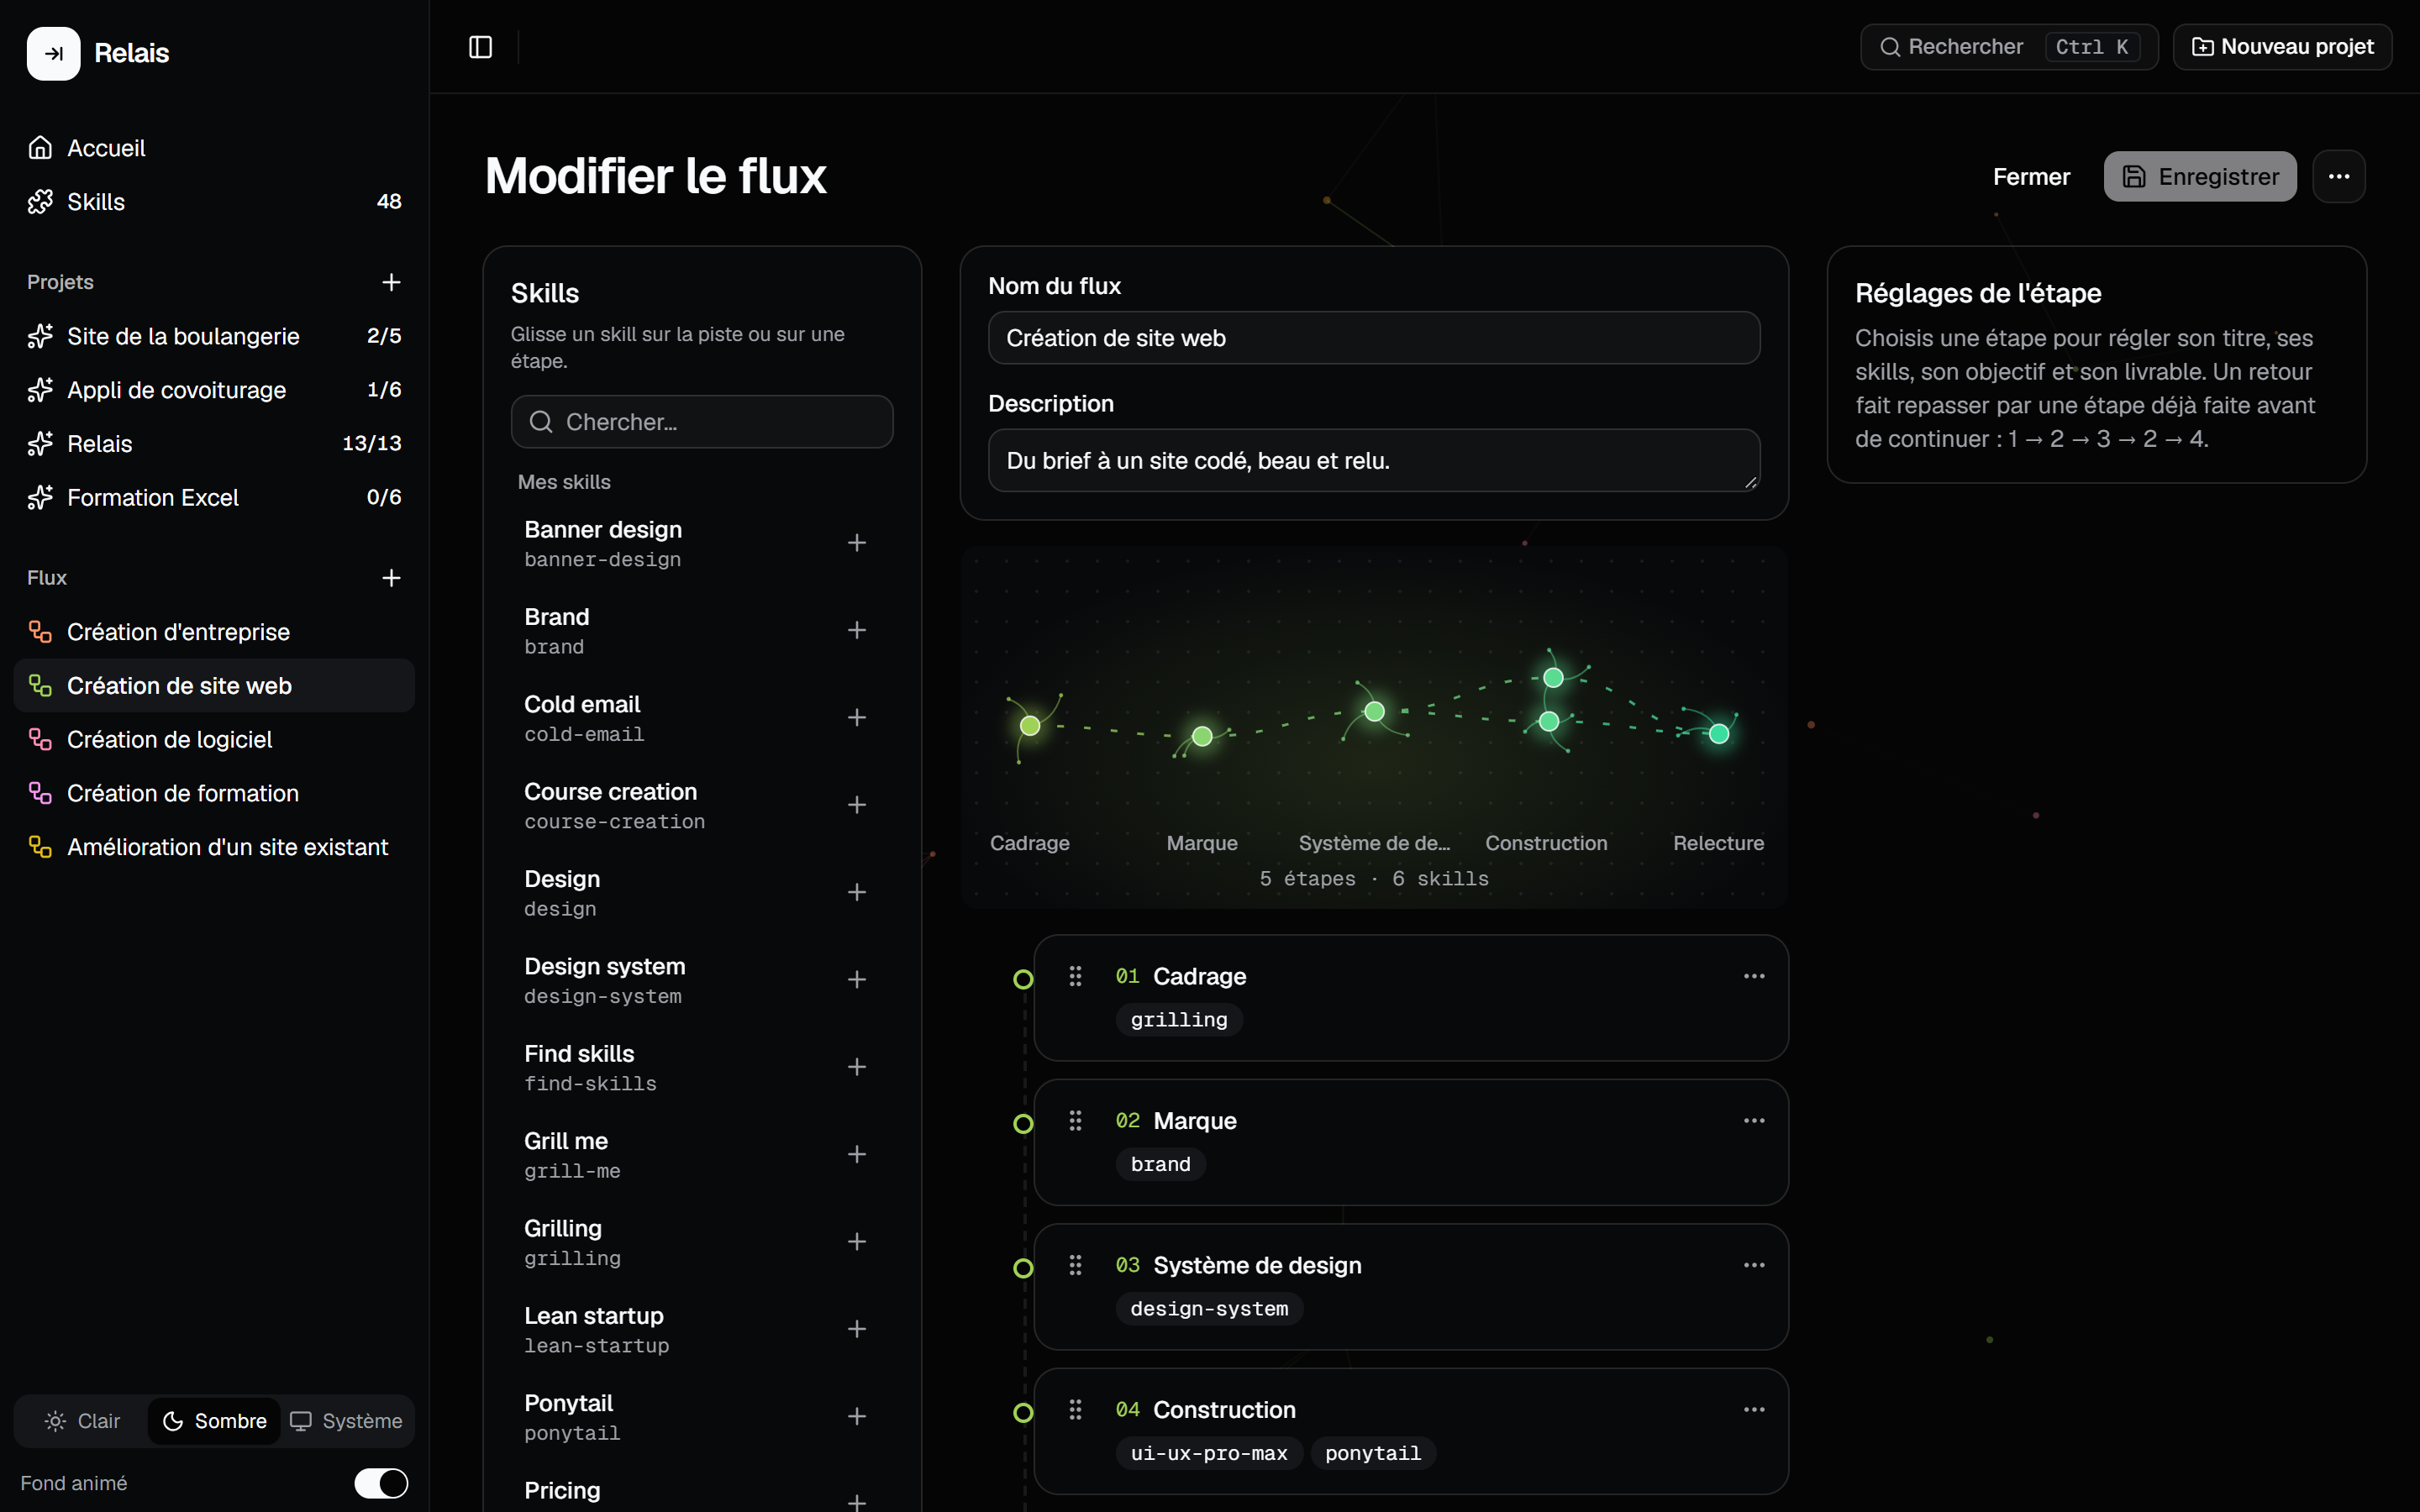 Relais
Accueil
Skills 48
Projets
Site de la boulangerie 2/5
Appli de covoiturage 1/6
Relais 13/13
Formation Excel 0/6
Flux
Création d'entreprise
Création de site web
Création de logiciel
Création de formation
Amélioration d'un site existant
Clair Sombre Système
Fond animé
Rechercher Ctrl K Nouveau projet
Modifier le flux
Fermer Enregistrer
Skills
Glisse un skill sur la piste ou sur une
étape.
Chercher...
Mes skills
Banner design
banner-design
Brand
brand
Cold email
cold-email
Course creation
course-creation
Design
design
Design system
design-system
Find skills
find-skills
Grill me
grill-me
Grilling
grilling
Lean startup
lean-startup
Ponytail
ponytail
Pricing
Nom du flux
Création de site web
Description
Du brief à un site codé, beau et relu.
Cadrage Marque Système de de... Construction Relecture
5 étapes · 6 skills
01 Cadrage
grilling
02 Marque
brand
03 Système de design
design-system
04 Construction
ui-ux-pro-max ponytail
Réglages de l'étape
Choisis une étape pour régler son titre, ses
skills, son objectif et son livrable. Un retour
fait repasser par une étape déjà faite avant
de continuer : 1 → 2 → 3 → 2 → 4.